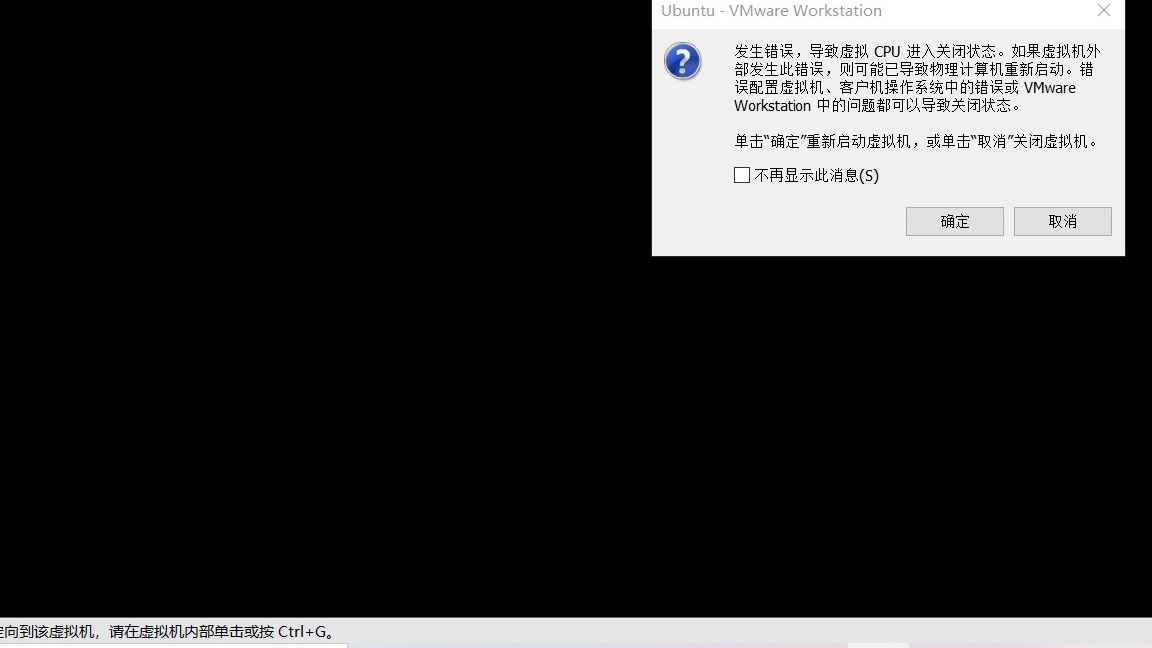 Ubuntu - VMware Workstation
发生错误，导致虚拟 CPU 进入关闭状态。如果虚拟机外
部发生此错误，则可能已导致物理计算机重新启动。错
误配置虚拟机、客户机操作系统中的错误或 VMware
Workstation 中的问题都可以导致关闭状态。
单击“确定”重新启动虚拟机，或单击“取消”关闭虚拟机。
不再显示此消息(S)
确定
取消
向到该虚拟机，请在虚拟机内部单击或按 Ctrl+G。